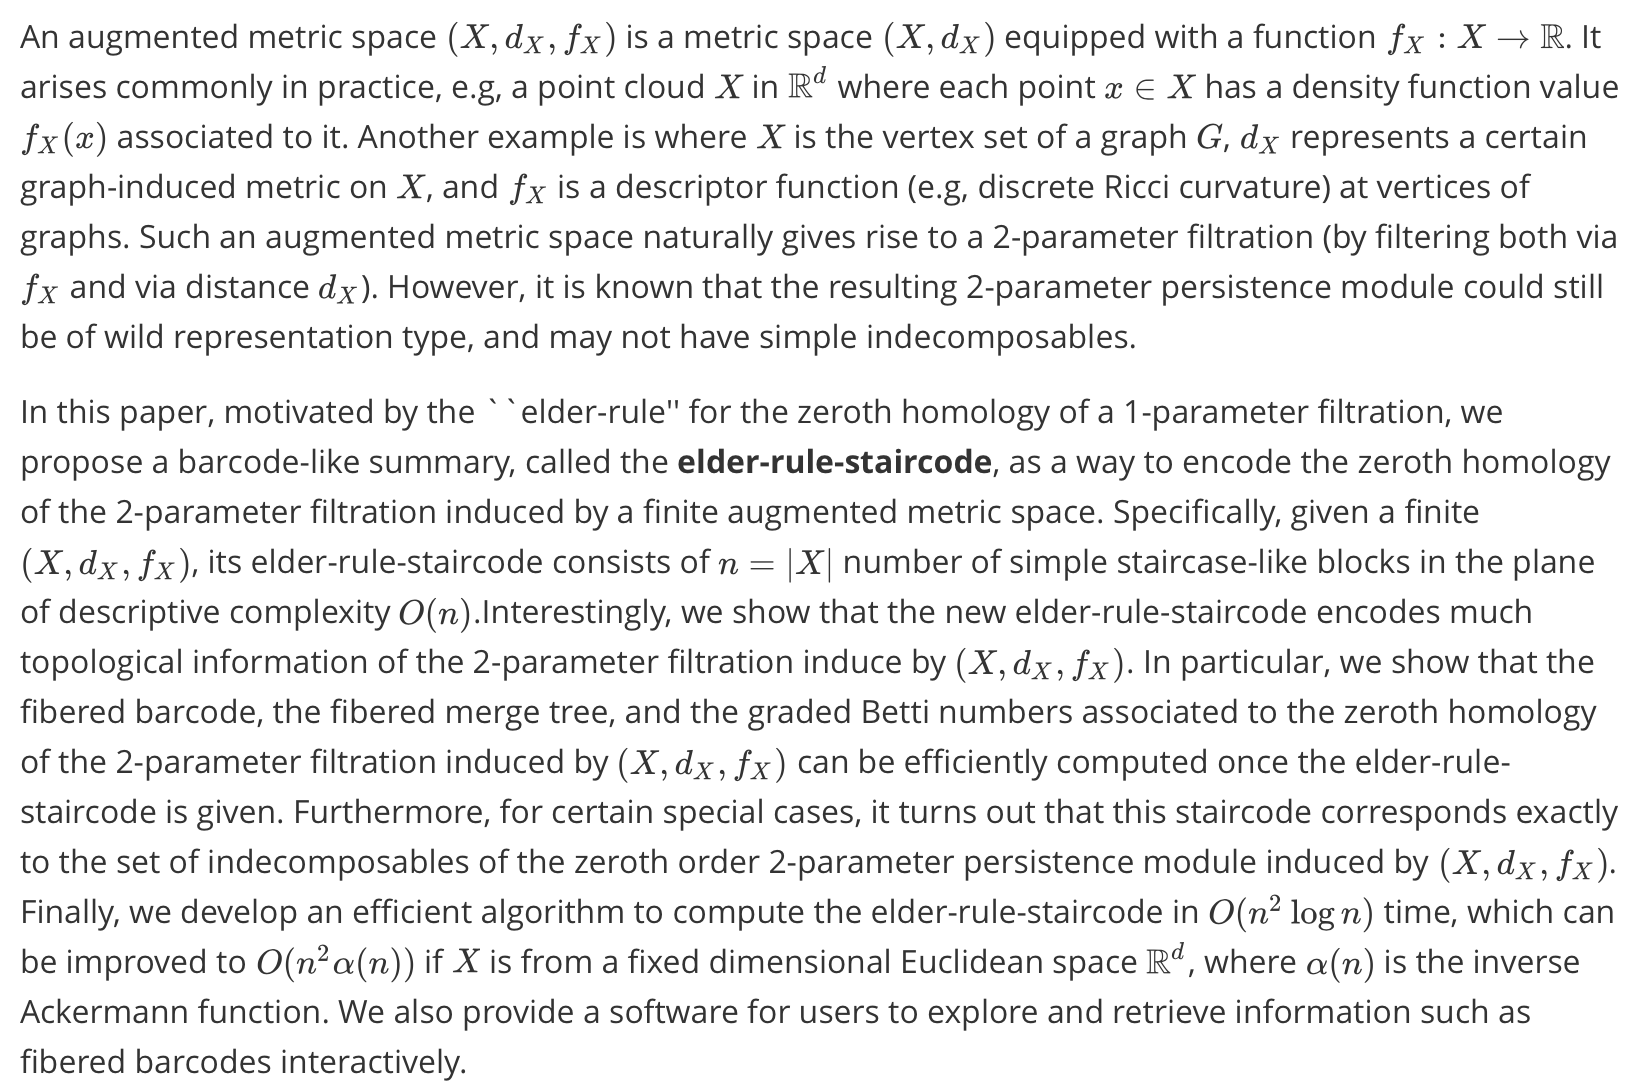 An augmented metric space (X, d_X, f_X) is a metric space (X, d_X) equipped with a function f_X : X → ℝ. It
arises commonly in practice, e.g, a point cloud X in ℝ^d where each point x ∈ X has a density function value
f_X(x) associated to it. Another example is where X is the vertex set of a graph G, d_X represents a certain
graph-induced metric on X, and f_X is a descriptor function (e.g, discrete Ricci curvature) at vertices of
graphs. Such an augmented metric space naturally gives rise to a 2-parameter filtration (by filtering both via
f_X and via distance d_X). However, it is known that the resulting 2-parameter persistence module could still
be of wild representation type, and may not have simple indecomposables.
In this paper, motivated by the ``elder-rule'' for the zeroth homology of a 1-parameter filtration, we
propose a barcode-like summary, called the elder-rule-staircode, as a way to encode the zeroth homology
of the 2-parameter filtration induced by a finite augmented metric space. Specifically, given a finite
(X, d_X, f_X), its elder-rule-staircode consists of n = |X| number of simple staircase-like blocks in the plane
of descriptive complexity O(n).Interestingly, we show that the new elder-rule-staircode encodes much
topological information of the 2-parameter filtration induce by (X, d_X, f_X). In particular, we show that the
fibered barcode, the fibered merge tree, and the graded Betti numbers associated to the zeroth homology
of the 2-parameter filtration induced by (X, d_X, f_X) can be efficiently computed once the elder-rule-
staircode is given. Furthermore, for certain special cases, it turns out that this staircode corresponds exactly
to the set of indecomposables of the zeroth order 2-parameter persistence module induced by (X, d_X, f_X).
Finally, we develop an efficient algorithm to compute the elder-rule-staircode in O(n² log n) time, which can
be improved to O(n²α(n)) if X is from a fixed dimensional Euclidean space ℝ^d, where α(n) is the inverse
Ackermann function. We also provide a software for users to explore and retrieve information such as
fibered barcodes interactively.